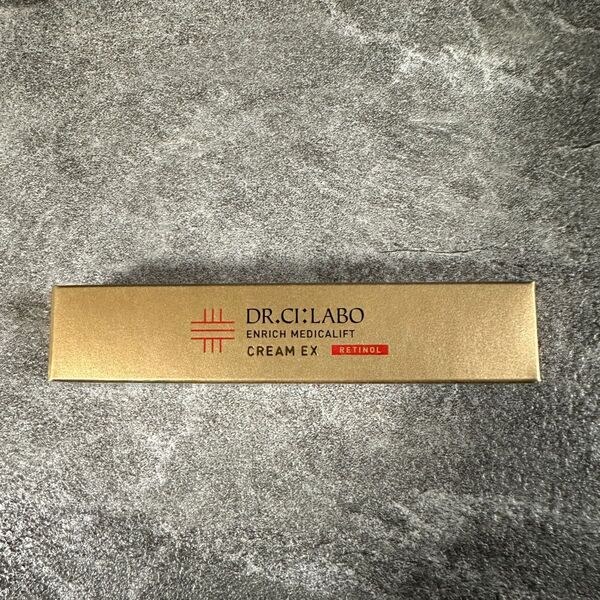 DR.CI:LABO
ENRICH MEDICALIFT
CREAM EX RETINOL